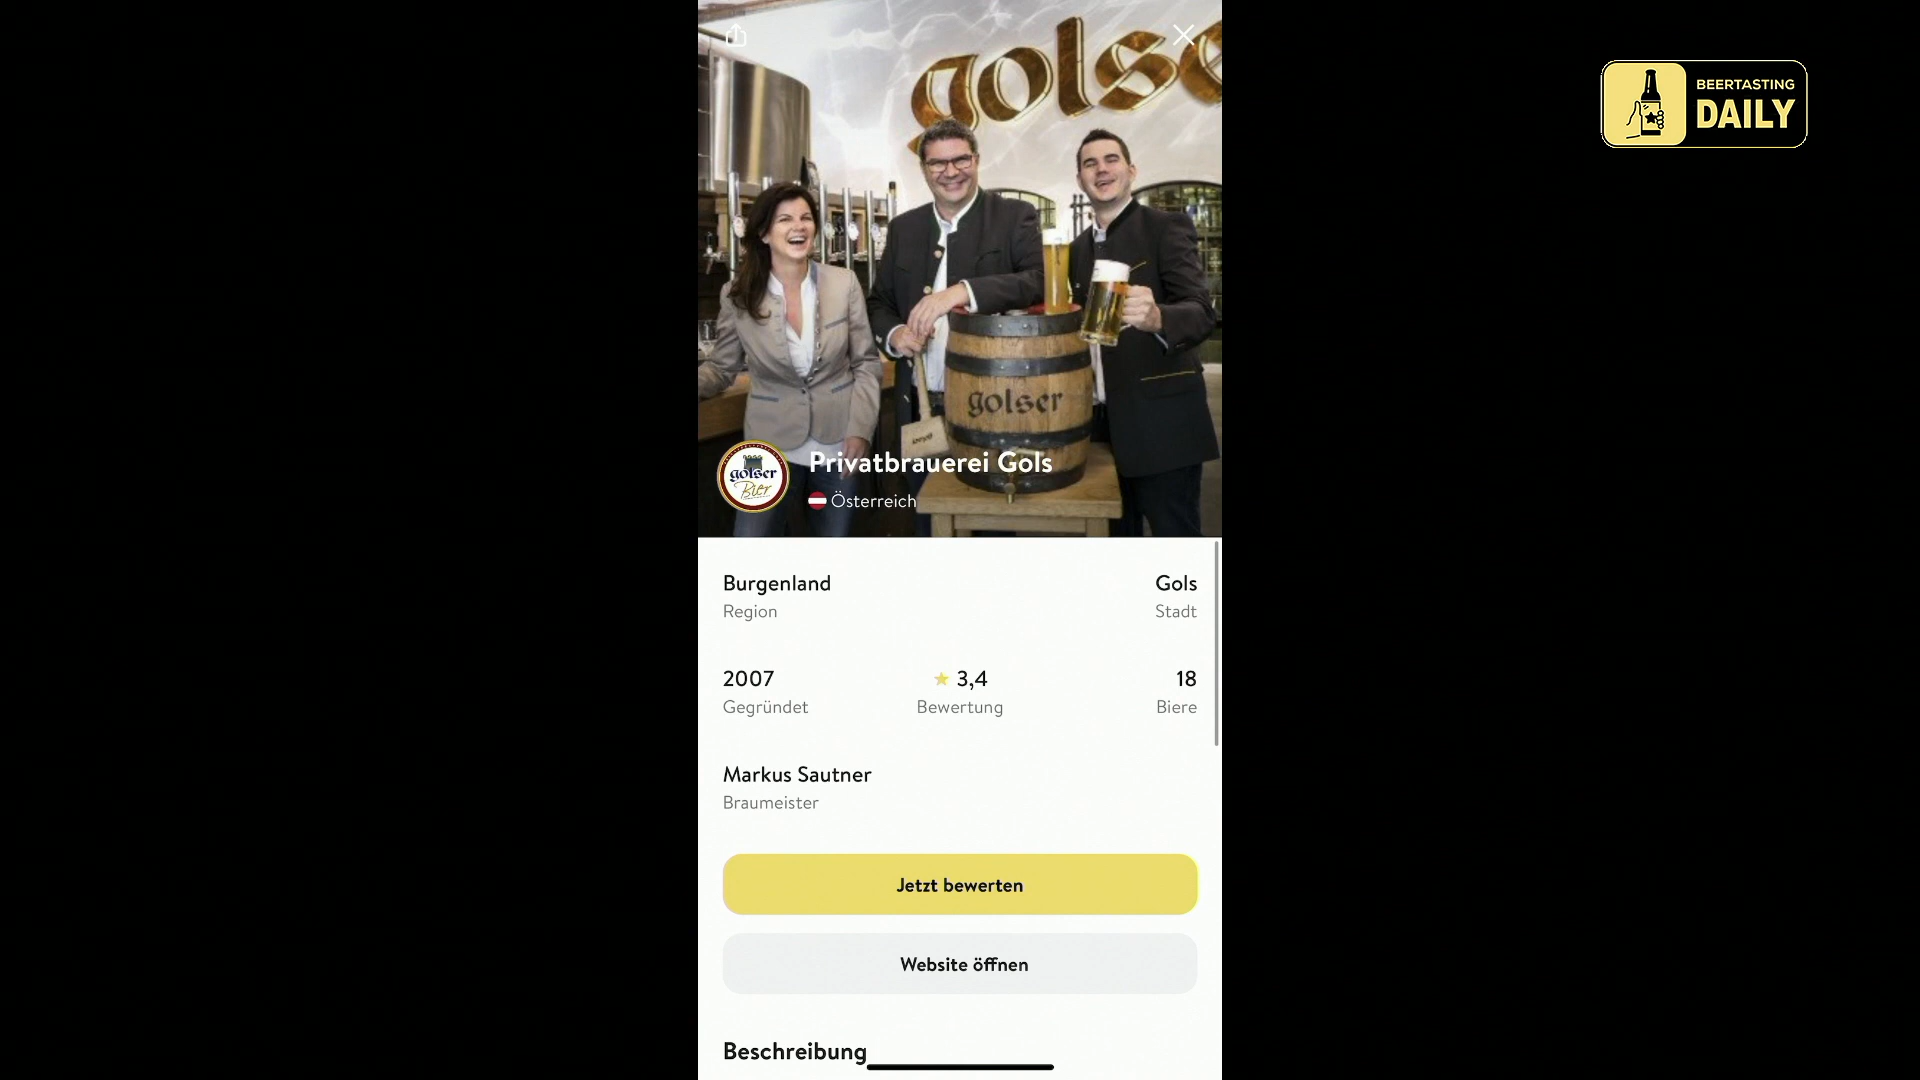 golse
BEERTASTING
DAILY
golser
golser
Bier
Privatbrauerei Gols
Österreich
Burgenland
Region
Gols
Stadt
2007
Gegründet
3,4
Bewertung
18
Biere
Markus Sautner
Braumeister
Jetzt bewerten
Website öffnen
Beschreibung